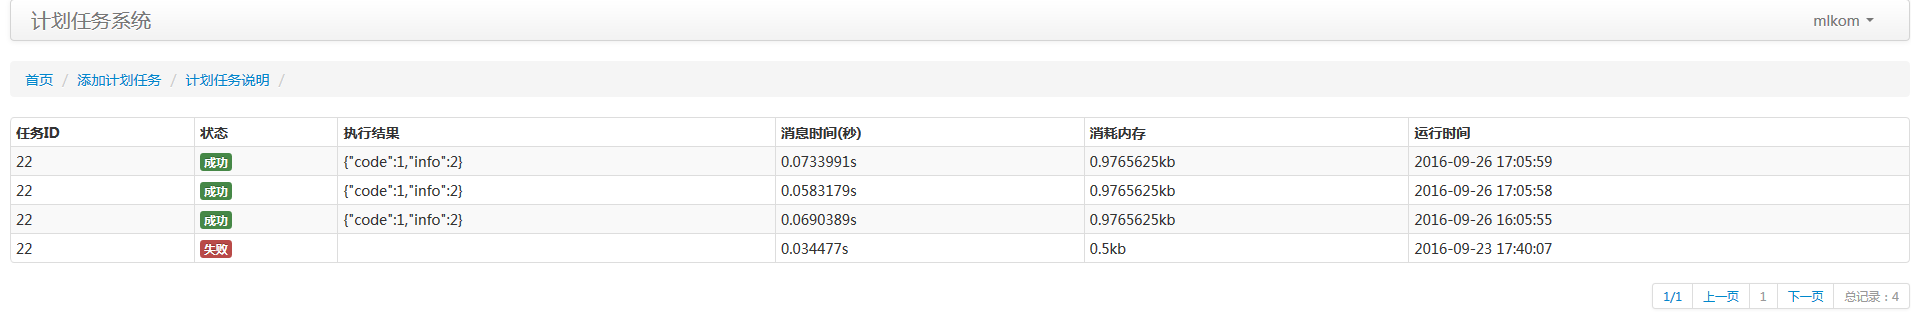 计划任务系统 mlkom
首页 / 添加计划任务 / 计划任务说明 /
任务ID 状态 执行结果 消息时间(秒) 消耗内存 运行时间
22 成功 {"code":1,"info":2} 0.0733991s 0.9765625kb 2016-09-26 17:05:59
22 成功 {"code":1,"info":2} 0.0583179s 0.9765625kb 2016-09-26 17:05:58
22 成功 {"code":1,"info":2} 0.0690389s 0.9765625kb 2016-09-26 16:05:55
22 失败 0.034477s 0.5kb 2016-09-23 17:40:07
1/1 上一页 1 下一页 总记录：4